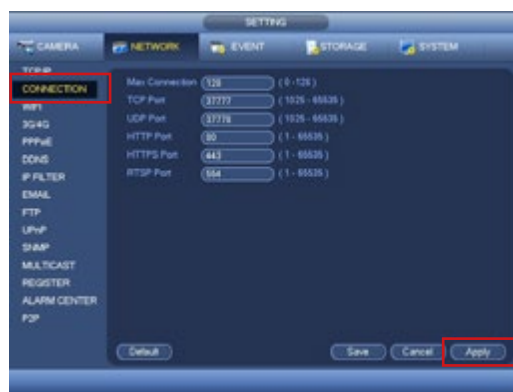 SETTING
CAMERA NETWORK EVENT STORAGE SYSTEM
TCP/IP
CONNECTION
WIFI
3G/4G
PPPoE
DDNS
IP FILTER
EMAIL
FTP
UPnP
SNMP
MULTICAST
REGISTER
ALARM CENTER
P2P
Max Connection 128 ( 0 -128 )
TCP Port 37777 ( 1025 - 65535 )
UDP Port 37778 ( 1025 - 65535 )
HTTP Port 80 ( 1 - 65535 )
HTTPS Port 443 ( 1 - 65535 )
RTSP Port 554 ( 1 - 65535 )
Default Save Cancel Apply